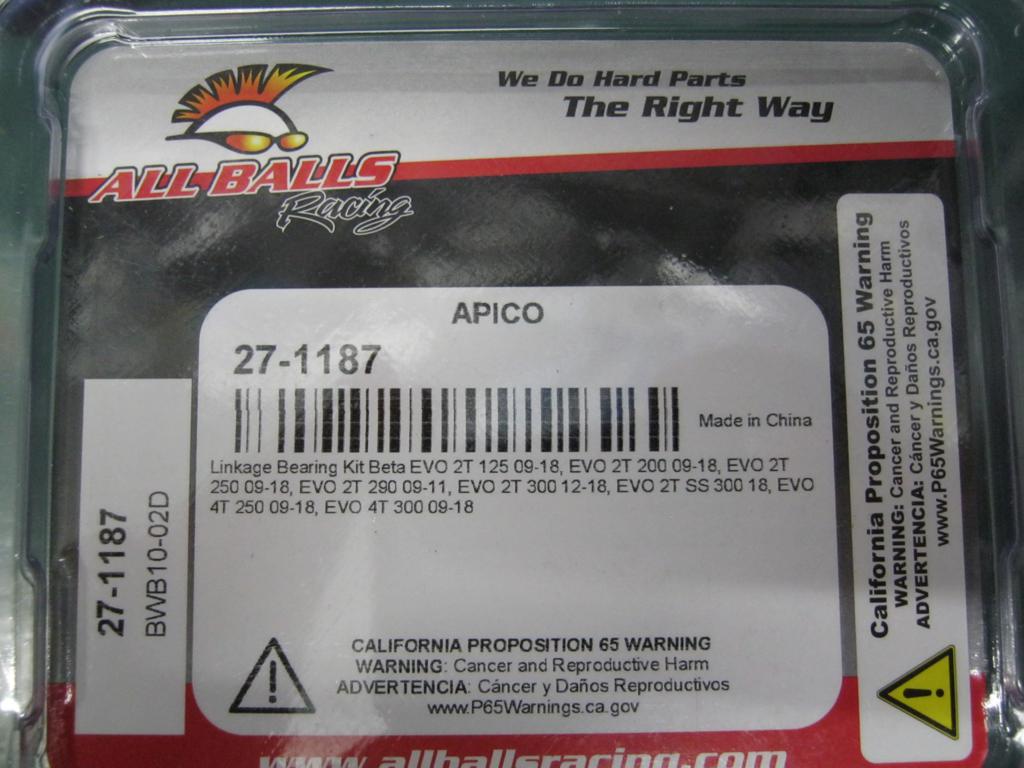 We Do Hard Parts
The Right Way
ALL BALLS
Racing
APICO
27-1187
Made in China
Linkage Bearing Kit Beta EVO 2T 125 09-18, EVO 2T 200 09-18, EVO 2T
250 09-18, EVO 2T 290 09-11, EVO 2T 300 12-18, EVO 2T SS 300 18, EVO
4T 250 09-18, EVO 4T 300 09-18
CALIFORNIA PROPOSITION 65 WARNING
WARNING: Cancer and Reproductive Harm
ADVERTENCIA: Cáncer y Daños Reproductivos
www.P65Warnings.ca.gov
27-1187
BWB10-02D
California Proposition 65 Warning
WARNING: Cancer and Reproductive Harm
ADVERTENCIA: Cáncer y Daños Reproductivos
www.P65Warnings.ca.gov
www.allballsracing.com